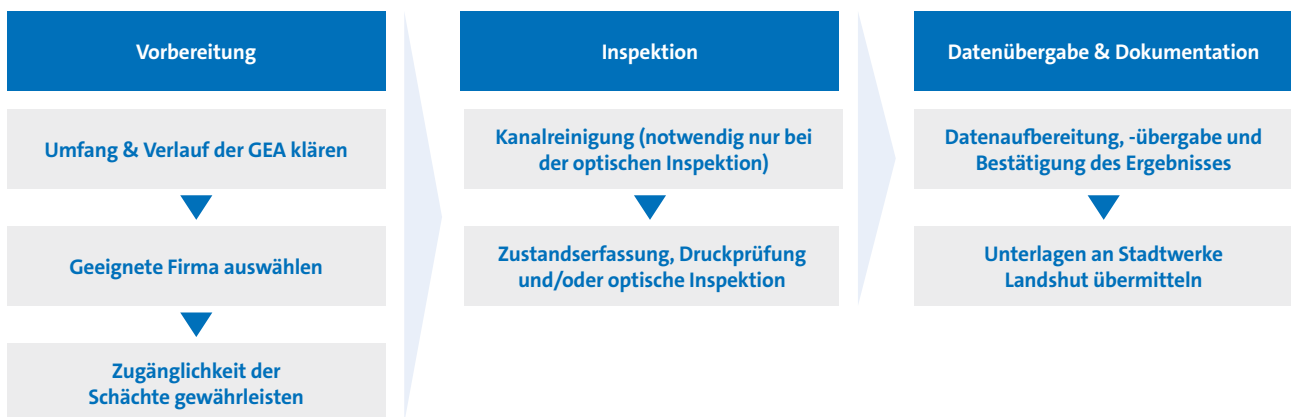 Vorbereitung
Umfang & Verlauf der GEA klären
Geeignete Firma auswählen
Zugänglichkeit der
Schächte gewährleisten
Inspektion
Kanalreinigung (notwendig nur bei
der optischen Inspektion)
Zustandserfassung, Druckprüfung
und/oder optische Inspektion
Datenübergabe & Dokumentation
Datenaufbereitung, -übergabe und
Bestätigung des Ergebnisses
Unterlagen an Stadtwerke
Landshut übermitteln